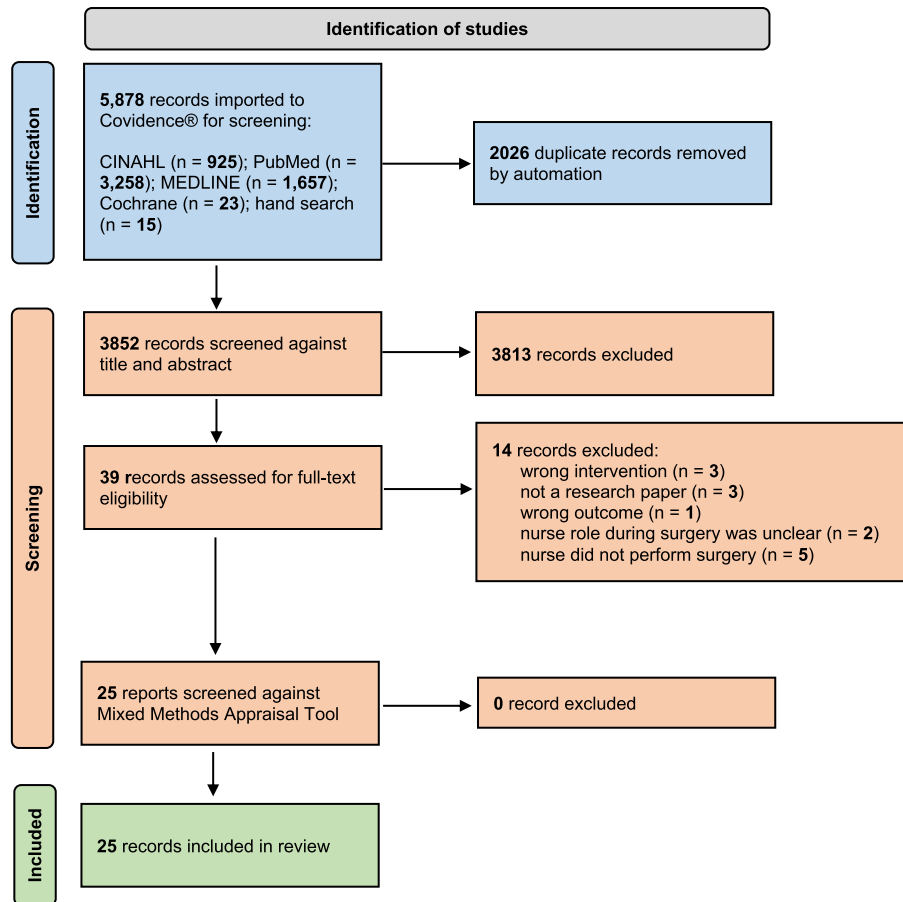 Identification of studies
Identification
5,878 records imported to
Covidence® for screening:
CINAHL (n = 925); PubMed (n =
3,258); MEDLINE (n = 1,657);
Cochrane (n = 23); hand search
(n = 15)
2026 duplicate records removed
by automation
Screening
3852 records screened against
title and abstract
3813 records excluded
39 records assessed for full-text
eligibility
14 records excluded:
wrong intervention (n = 3)
not a research paper (n = 3)
wrong outcome (n = 1)
nurse role during surgery was unclear (n = 2)
nurse did not perform surgery (n = 5)
25 reports screened against
Mixed Methods Appraisal Tool
0 record excluded
Included
25 records included in review